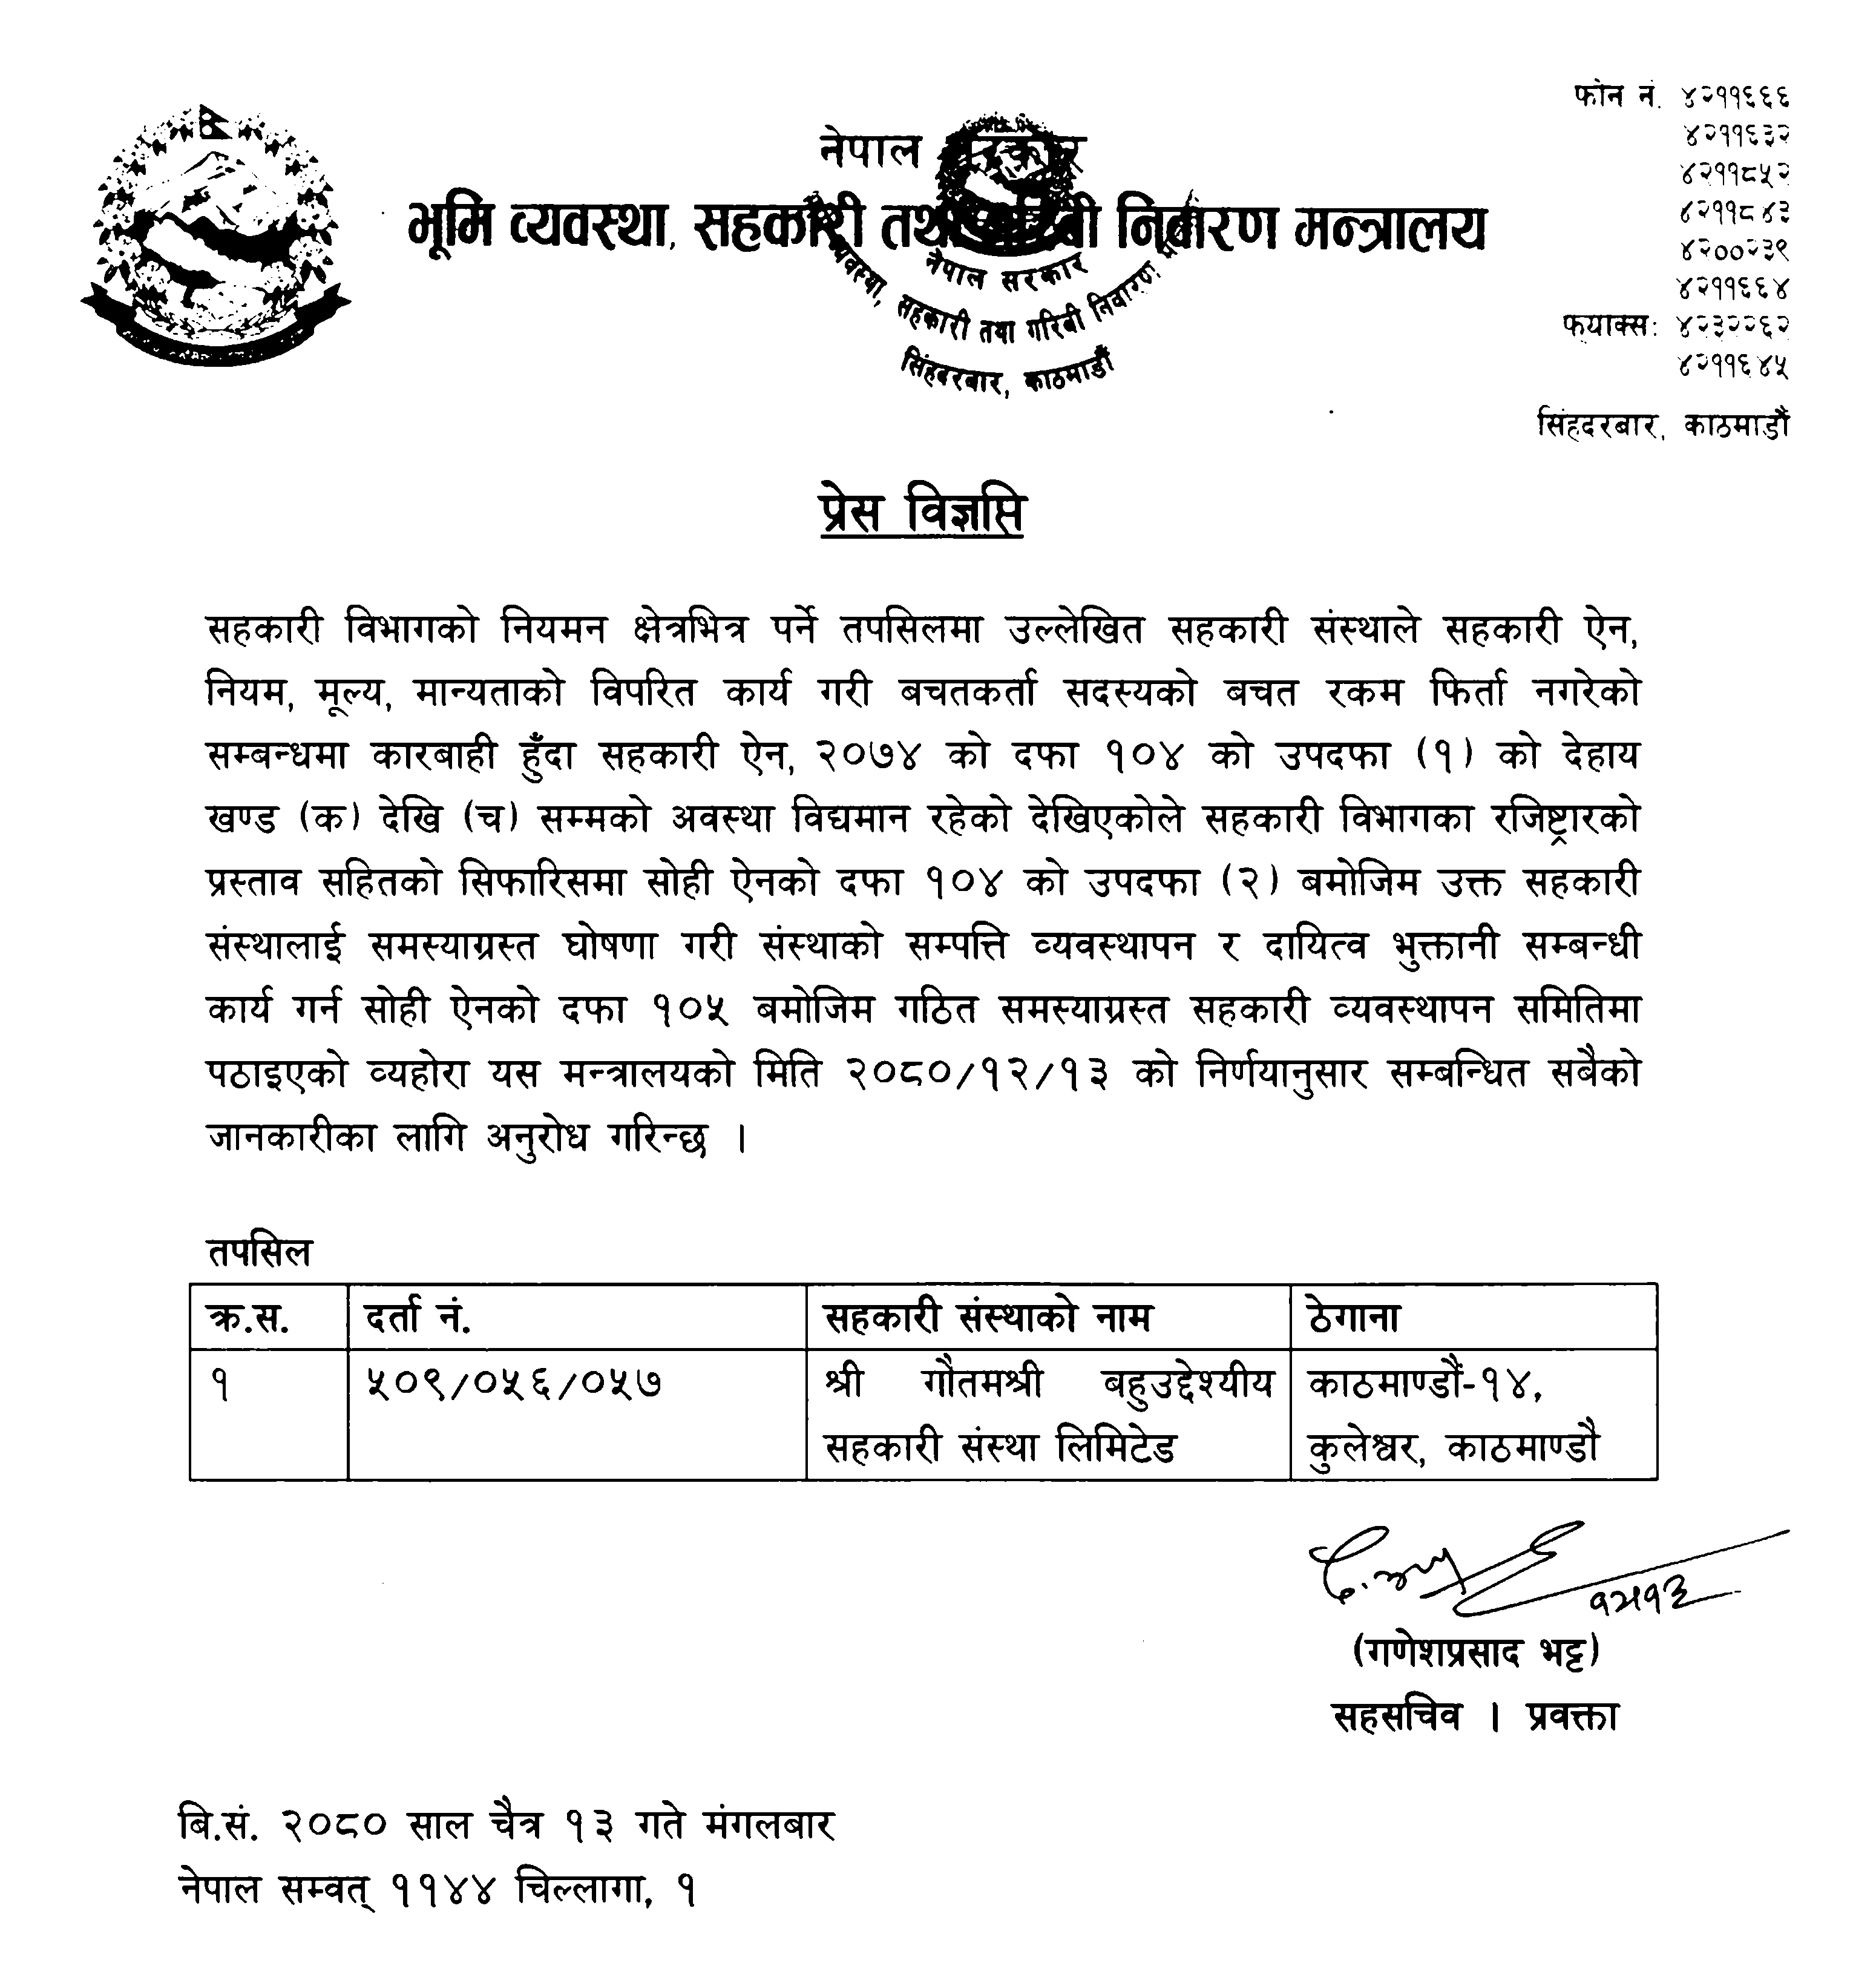 फोन नं. ४२११६६६
४२११६३२
४२११८५२
४२११८४३
४२००२३९
४२११६६४
फ्याक्स: ४२३२२६२
४२११६४५
सिंहदरबार, काठमाडौं
नेपाल सरकार
भूमि व्यवस्था, सहकारी तथा गरिबी निवारण मन्त्रालय
नेपाल सरकार
व्यवस्था, सहकारी तथा गरिबी निवारण
सिंहदरबार, काठमाडौं
प्रेस विज्ञप्ति
सहकारी विभागको नियमन क्षेत्रभित्र पर्ने तपसिलमा उल्लेखित सहकारी संस्थाले सहकारी ऐन,
नियम, मूल्य, मान्यताको विपरित कार्य गरी बचतकर्ता सदस्यको बचत रकम फिर्ता नगरेको
सम्बन्धमा कारबाही हुँदा सहकारी ऐन, २०७४ को दफा १०४ को उपदफा (१) को देहाय
खण्ड (क) देखि (च) सम्मको अवस्था विद्यमान रहेको देखिएकोले सहकारी विभागका रजिष्ट्रारको
प्रस्ताव सहितको सिफारिसमा सोही ऐनको दफा १०४ को उपदफा (२) बमोजिम उक्त सहकारी
संस्थालाई समस्याग्रस्त घोषणा गरी संस्थाको सम्पत्ति व्यवस्थापन र दायित्व भुक्तानी सम्बन्धी
कार्य गर्न सोही ऐनको दफा १०५ बमोजिम गठित समस्याग्रस्त सहकारी व्यवस्थापन समितिमा
पठाइएको व्यहोरा यस मन्त्रालयको मिति २०८०/१२/१३ को निर्णयानुसार सम्बन्धित सबैको
जानकारीका लागि अनुरोध गरिन्छ ।
तपसिल
क्र.स. दर्ता नं. सहकारी संस्थाको नाम ठेगाना
१ ५०९/०५६/०५७ श्री गौतमश्री बहुउद्देश्यीय काठमाण्डौं-१४,
सहकारी संस्था लिमिटेड कुलेश्वर, काठमाण्डौ
१२।१३
(गणेशप्रसाद भट्ट)
सहसचिव । प्रवक्ता
बि.सं. २०८० साल चैत्र १३ गते मंगलबार
नेपाल सम्वत् ११४४ चिल्लागा, १